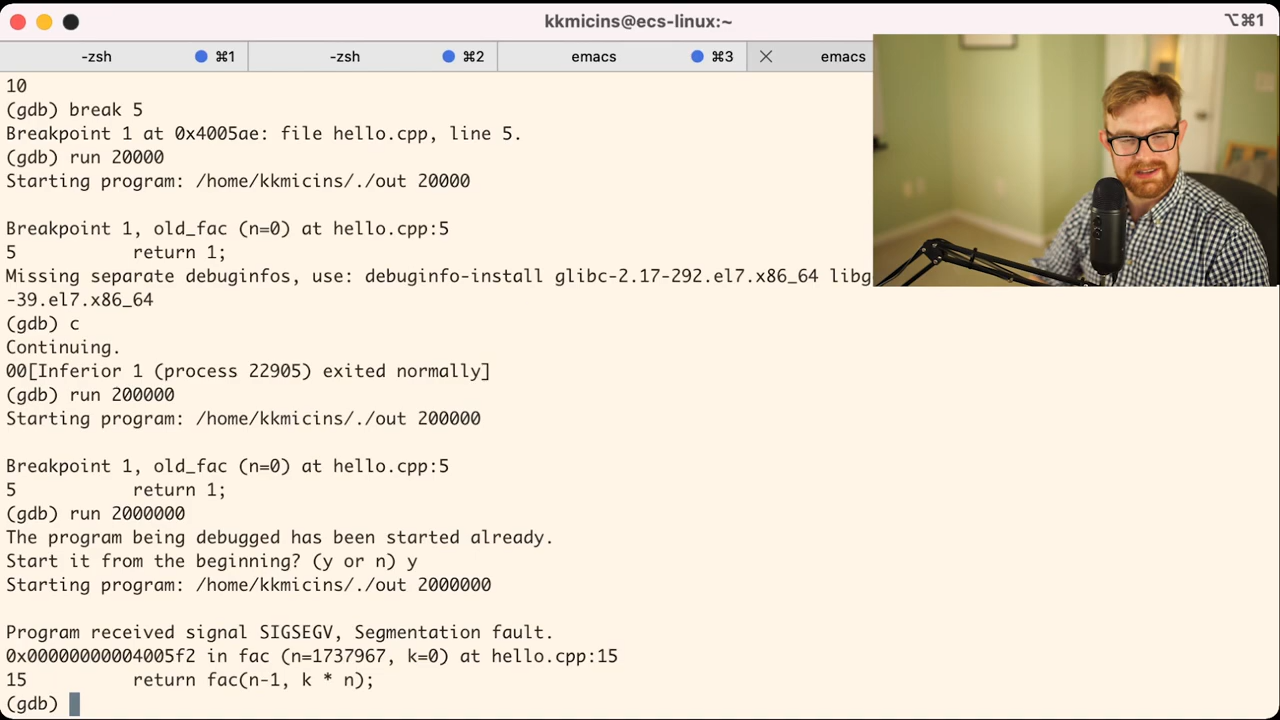 kkmicins@ecs-linux:~
⌥⌘1
-zsh ⌘1 -zsh ⌘2 emacs ⌘3 emacs
10
(gdb) break 5
Breakpoint 1 at 0x4005ae: file hello.cpp, line 5.
(gdb) run 20000
Starting program: /home/kkmicins/./out 20000
Breakpoint 1, old_fac (n=0) at hello.cpp:5
5 return 1;
Missing separate debuginfos, use: debuginfo-install glibc-2.17-292.el7.x86_64 libg
-39.el7.x86_64
(gdb) c
Continuing.
00[Inferior 1 (process 22905) exited normally]
(gdb) run 200000
Starting program: /home/kkmicins/./out 200000
Breakpoint 1, old_fac (n=0) at hello.cpp:5
5 return 1;
(gdb) run 2000000
The program being debugged has been started already.
Start it from the beginning? (y or n) y
Starting program: /home/kkmicins/./out 2000000
Program received signal SIGSEGV, Segmentation fault.
0x00000000004005f2 in fac (n=1737967, k=0) at hello.cpp:15
15 return fac(n-1, k * n);
(gdb)